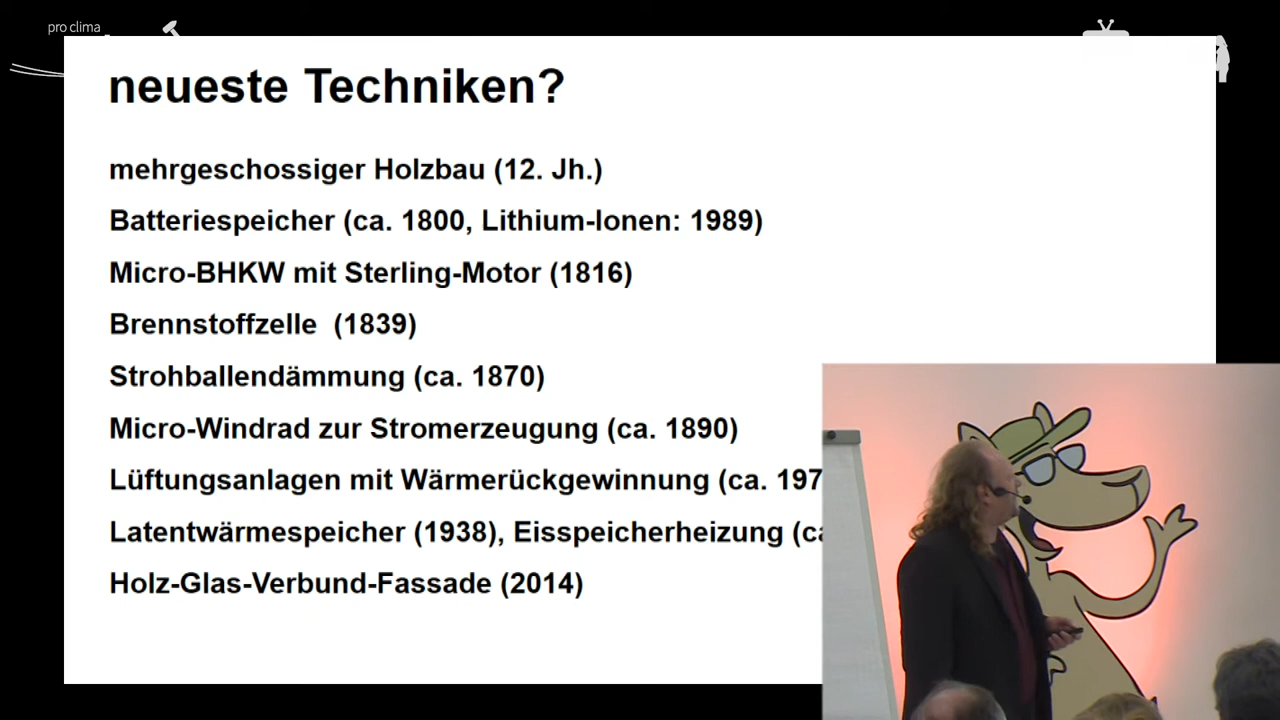 pro clima
neueste Techniken?
mehrgeschossiger Holzbau (12. Jh.)
Batteriespeicher (ca. 1800, Lithium-Ionen: 1989)
Micro-BHKW mit Sterling-Motor (1816)
Brennstoffzelle (1839)
Strohballendämmung (ca. 1870)
Micro-Windrad zur Stromerzeugung (ca. 1890)
Lüftungsanlagen mit Wärmerückgewinnung (ca. 197
Latentwärmespeicher (1938), Eisspeicherheizung (ca
Holz-Glas-Verbund-Fassade (2014)